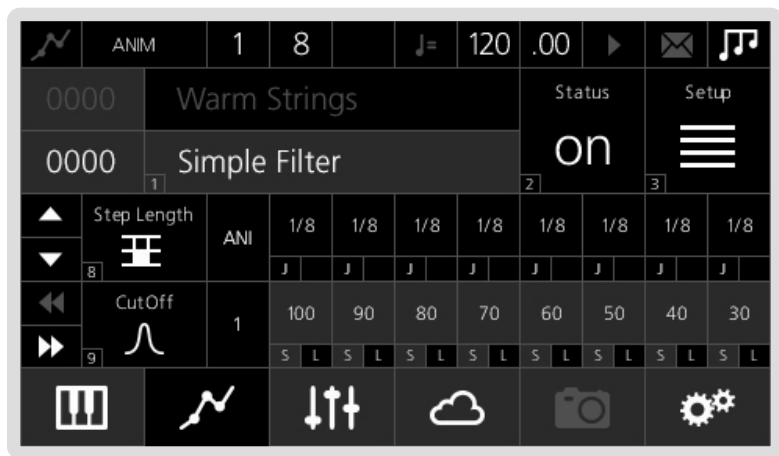 ANIM 1 8 ♩= 120 .00
0000 Warm Strings
Status Setup
0000 1 Simple Filter
on
2 3
Step Length
8
ANI 1/8 1/8 1/8 1/8 1/8 1/8 1/8 1/8
J J J J J J J J
CutOff
9
1 100 90 80 70 60 50 40 30
S L S L S L S L S L S L S L S L